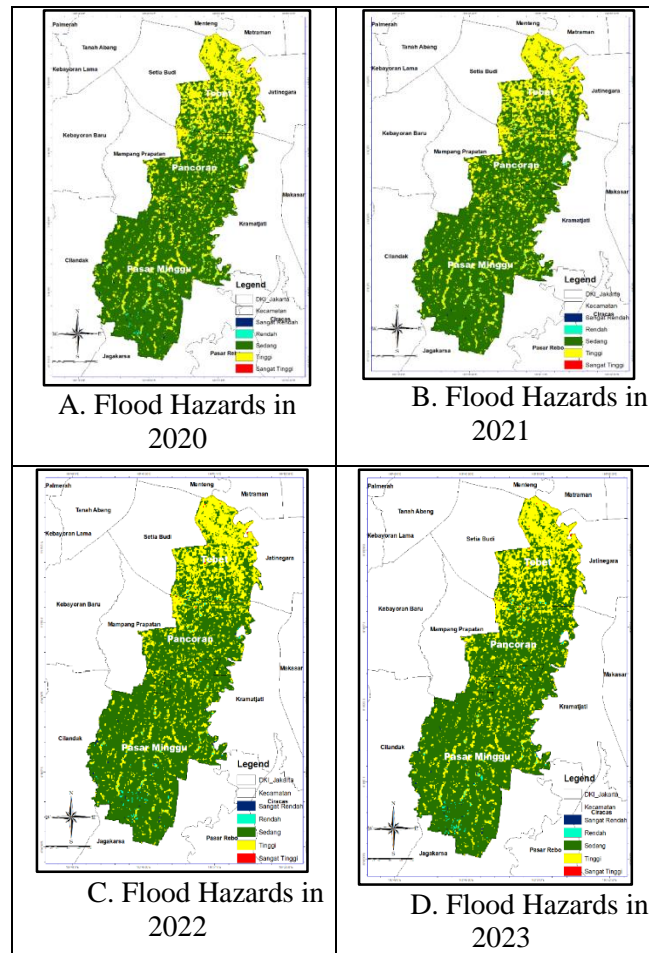 Palmerah
Menteng
Matraman
Tanah Abang
Kebayoran Lama
Setia Budi
Jatinegara
Tebet
Kebayoran Baru
Mampang Prapatan
Pancoran
Makasar
Kramatjati
Cilandak
Pasar Minggu
Legend
DKI_Jakarta
Kecamatan
Ciracas
Sangat Rendah
Rendah
Sedang
Tinggi
Sangat Tinggi
Jagakarsa
Pasar Rebo
N
A. Flood Hazards in
2020
Palmerah
Menteng
Matraman
Tanah Abang
Kebayoran Lama
Setia Budi
Jatinegara
Tebet
Kebayoran Baru
Mampang Prapatan
Pancoran
Makasar
Kramatjati
Cilandak
Pasar Minggu
Legend
DKI_Jakarta
Kecamatan
Ciracas
Sangat Rendah
Rendah
Sedang
Tinggi
Sangat Tinggi
Jagakarsa
Pasar Rebo
N
B. Flood Hazards in
2021
Palmerah
Menteng
Matraman
Tanah Abang
Kebayoran Lama
Setia Budi
Jatinegara
Tebet
Kebayoran Baru
Mampang Prapatan
Pancoran
Makasar
Kramatjati
Cilandak
Pasar Minggu
Legend
DKI_Jakarta
Kecamatan
Ciracas
Sangat Rendah
Rendah
Sedang
Tinggi
Sangat Tinggi
Jagakarsa
Pasar Rebo
N
C. Flood Hazards in
2022
Palmerah
Menteng
Matraman
Tanah Abang
Kebayoran Lama
Setia Budi
Jatinegara
Tebet
Kebayoran Baru
Mampang Prapatan
Pancoran
Makasar
Kramatjati
Cilandak
Pasar Minggu
Legend
DKI_Jakarta
Kecamatan
Ciracas
Sangat Rendah
Rendah
Sedang
Tinggi
Sangat Tinggi
Jagakarsa
Pasar Rebo
N
D. Flood Hazards in
2023